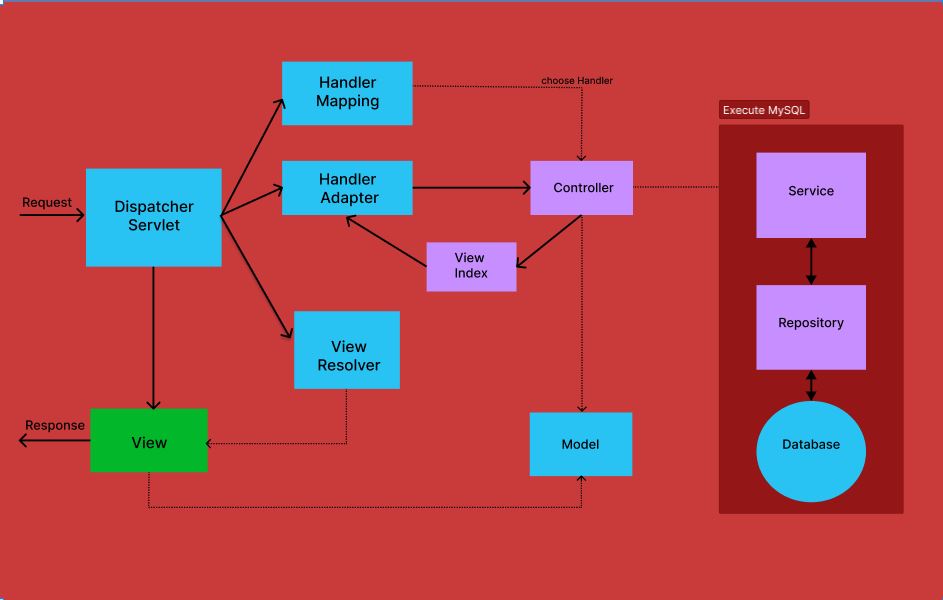 Handler
Mapping
choose Handler
Execute MySQL
Request
Dispatcher
Servlet
Handler
Adapter
Controller
Service
View
Index
View
Resolver
Repository
Response
View
Model
Database